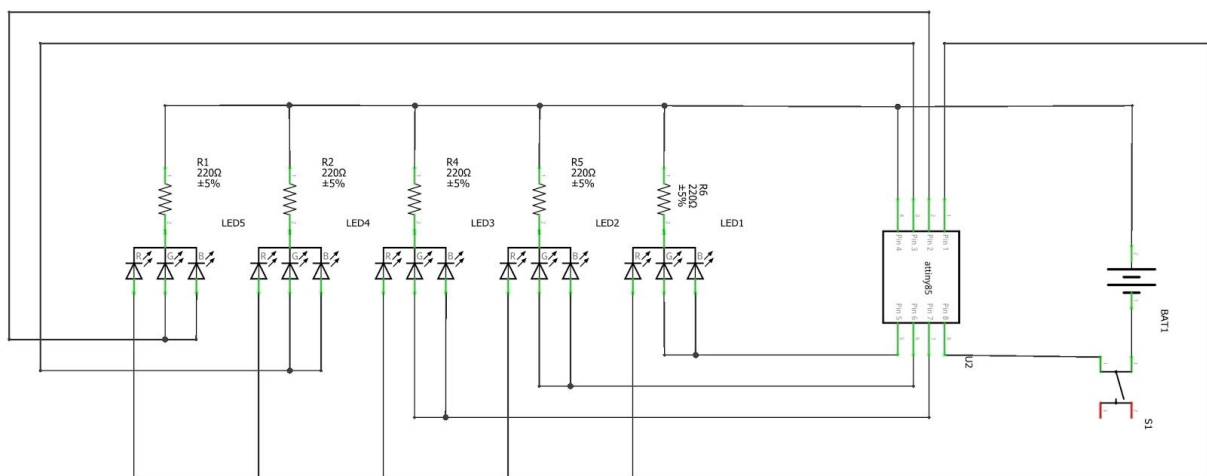 R1
220Ω
±5%
R2
220Ω
±5%
R4
220Ω
±5%
R5
220Ω
±5%
R6
220Ω
±5%
LED5
LED4
LED3
LED2
LED1
R
G
B
R
G
B
R
G
B
R
G
B
R
G
B
Pin 4
Pin 3
Pin 2
Pin 1
attiny85
Pin 5
Pin 6
Pin 7
Pin 8
U2
BAT1
S1